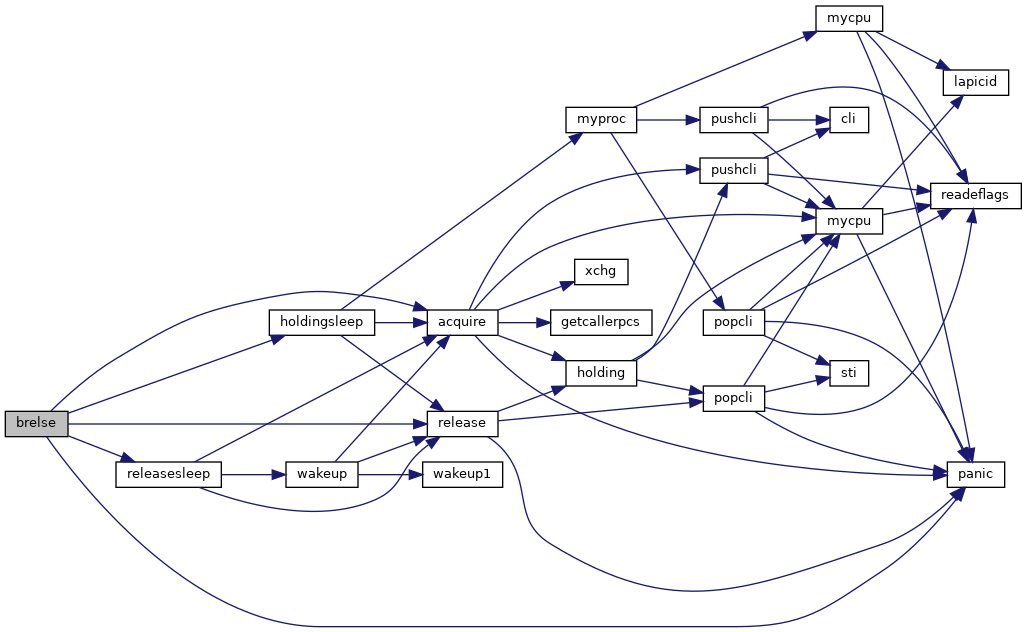 mycpu
lapicid
myproc
pushcli
cli
pushcli
readeflags
mycpu
xchg
holdingsleep
acquire
getcallerpcs
popcli
holding
sti
popcli
brelse
release
releasesleep
wakeup
wakeup1
panic